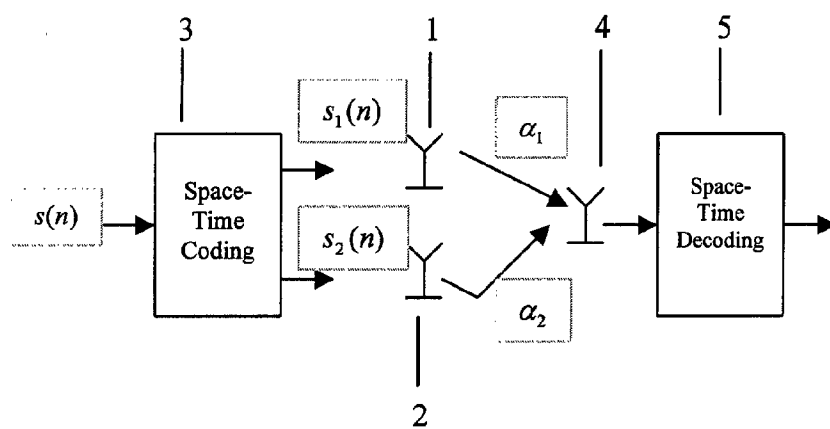 3 1 4 5
s₁(n)
α₁
s(n)
Space-
Time
Coding
s₂(n)
Space-
Time
Decoding
α₂
2